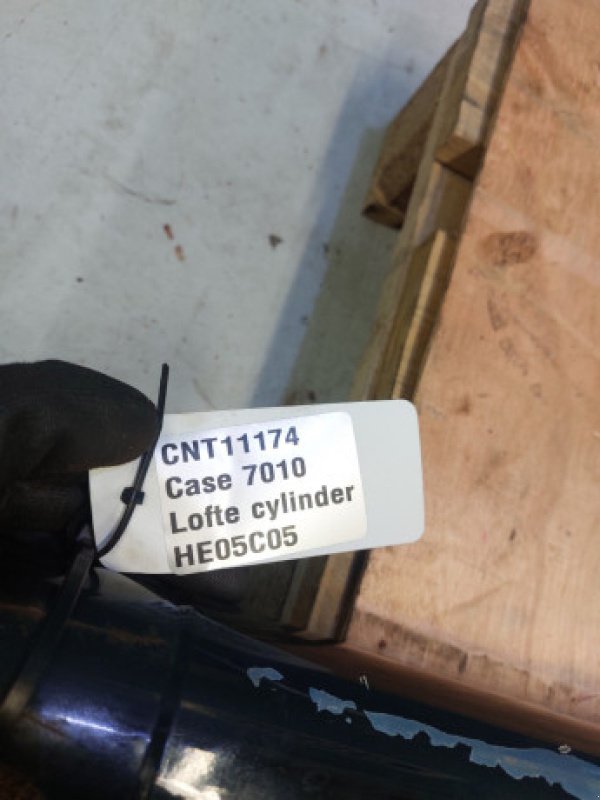 CNT11174
Case 7010
Lofte cylinder
HE05C05